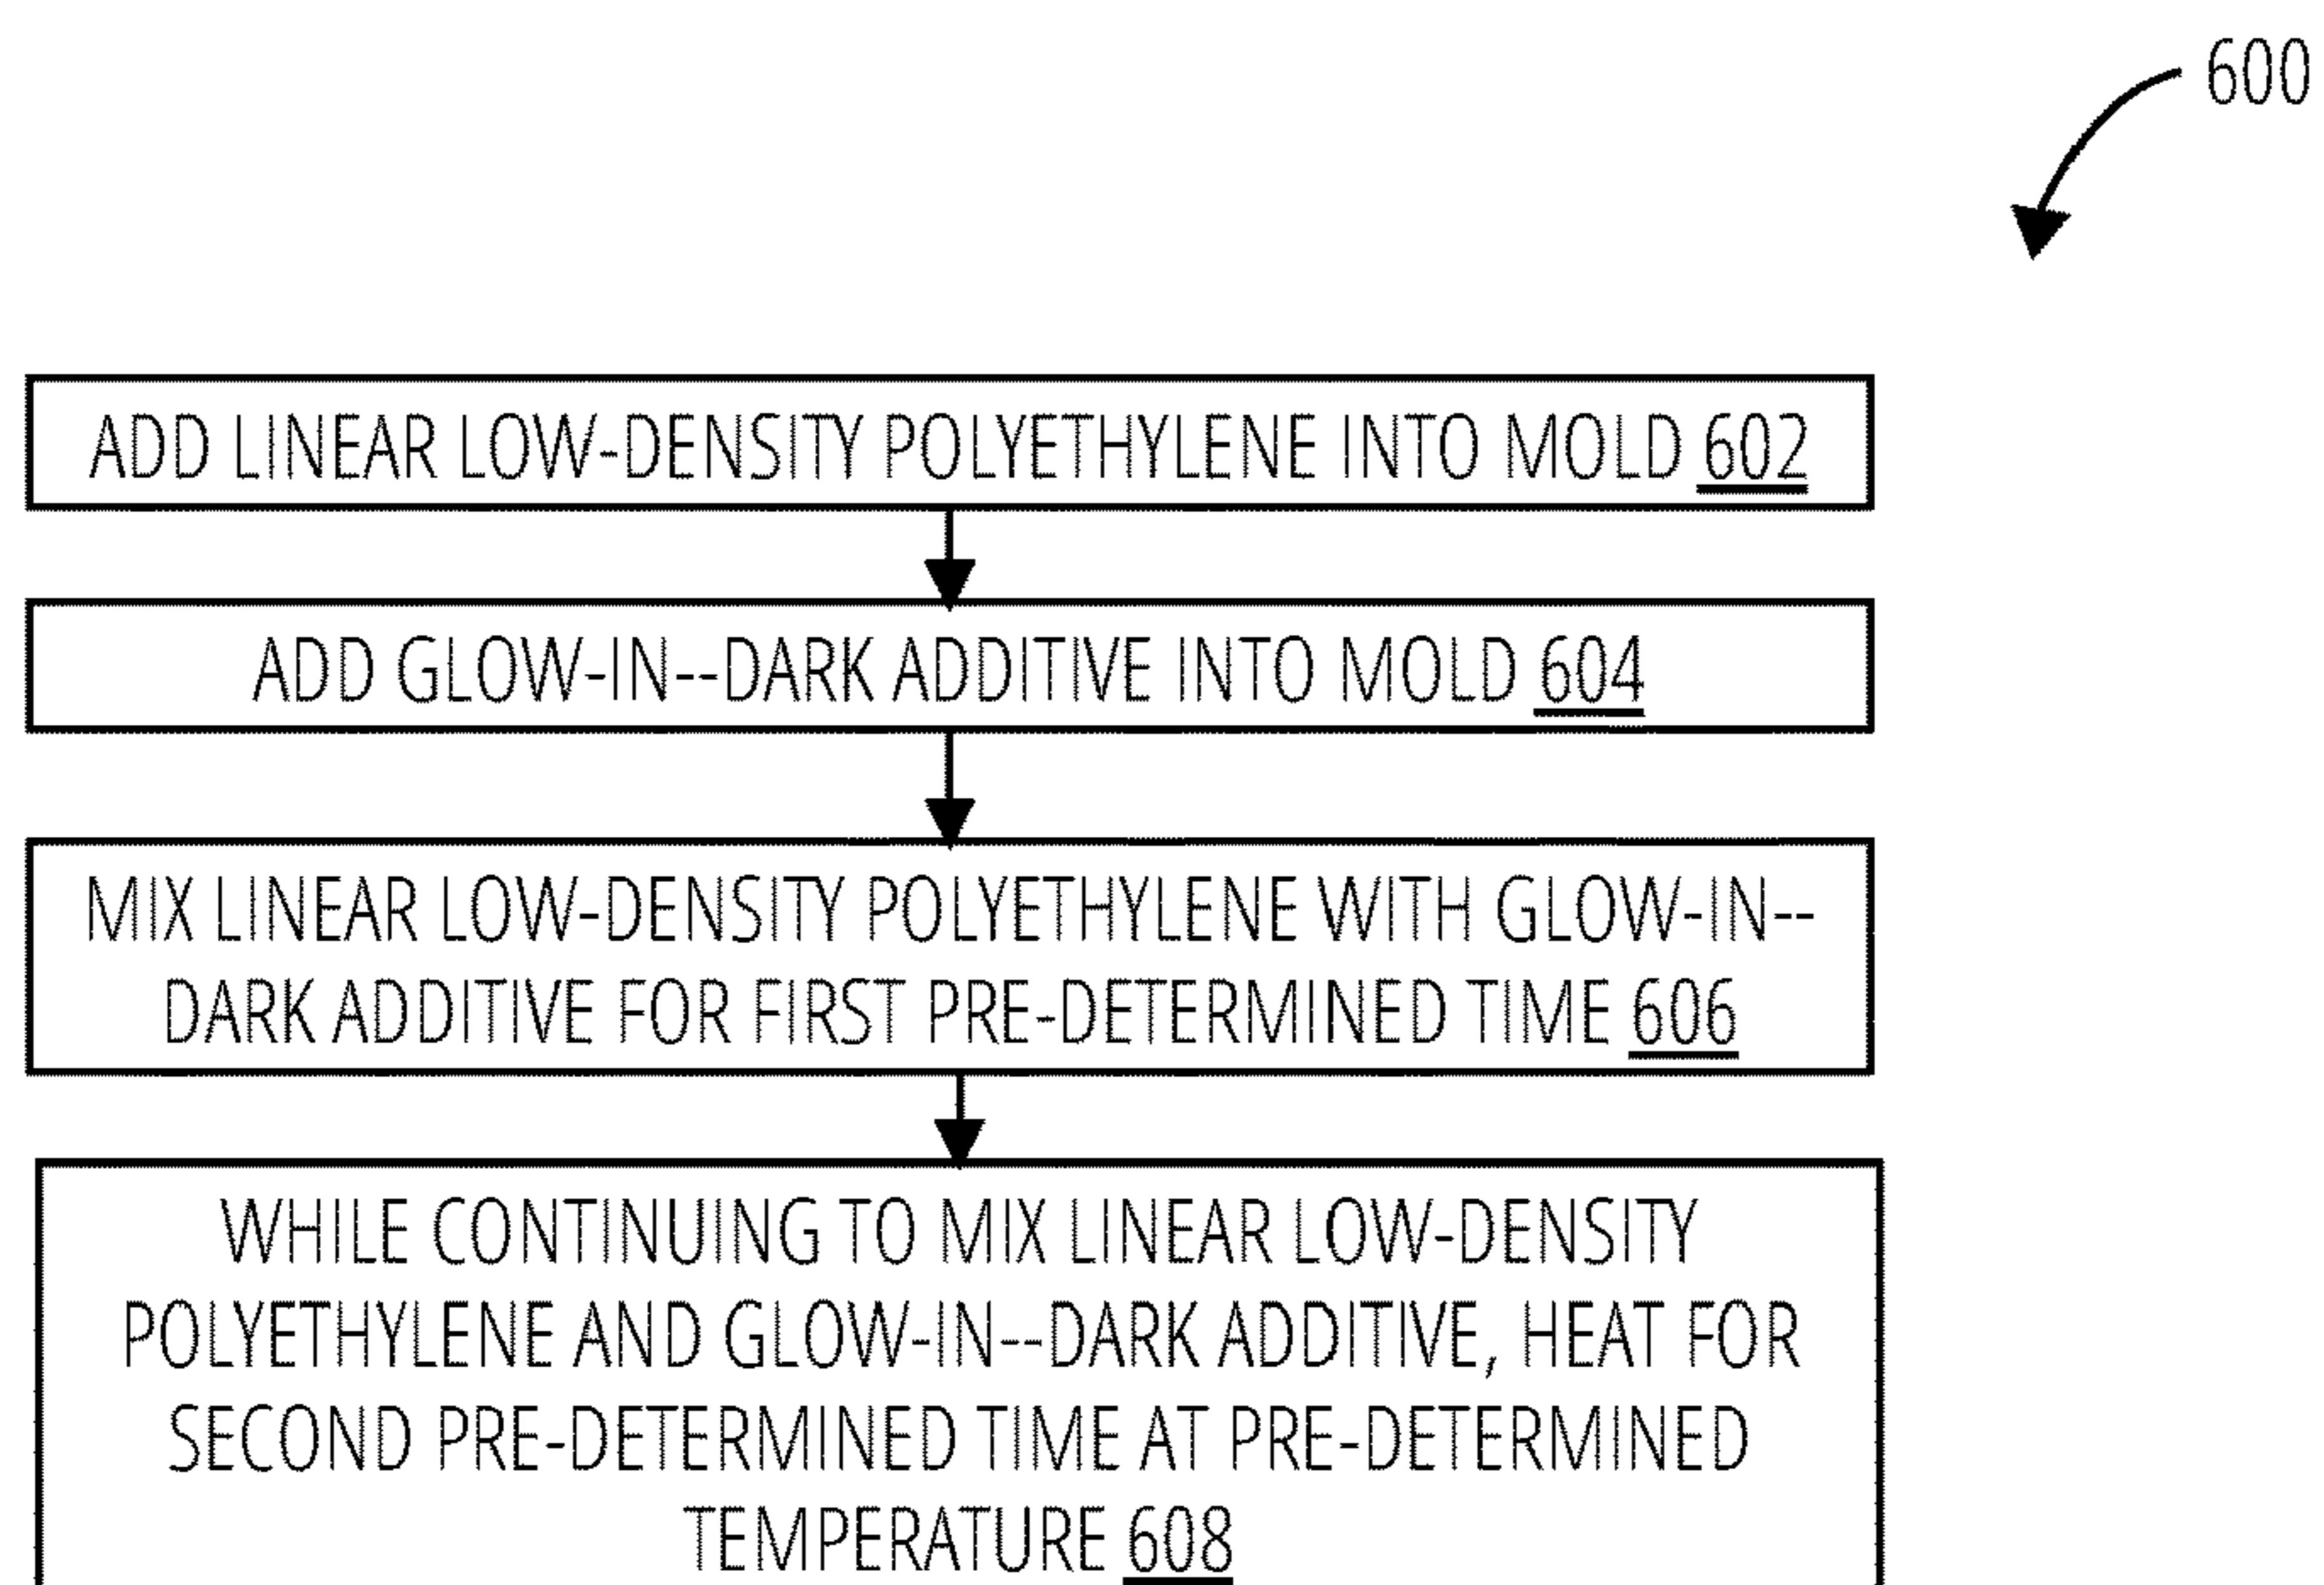 600
ADD LINEAR LOW-DENSITY POLYETHYLENE INTO MOLD 602
ADD GLOW-IN--DARK ADDITIVE INTO MOLD 604
MIX LINEAR LOW-DENSITY POLYETHYLENE WITH GLOW-IN--
DARK ADDITIVE FOR FIRST PRE-DETERMINED TIME 606
WHILE CONTINUING TO MIX LINEAR LOW-DENSITY
POLYETHYLENE AND GLOW-IN--DARK ADDITIVE, HEAT FOR
SECOND PRE-DETERMINED TIME AT PRE-DETERMINED
TEMPERATURE 608